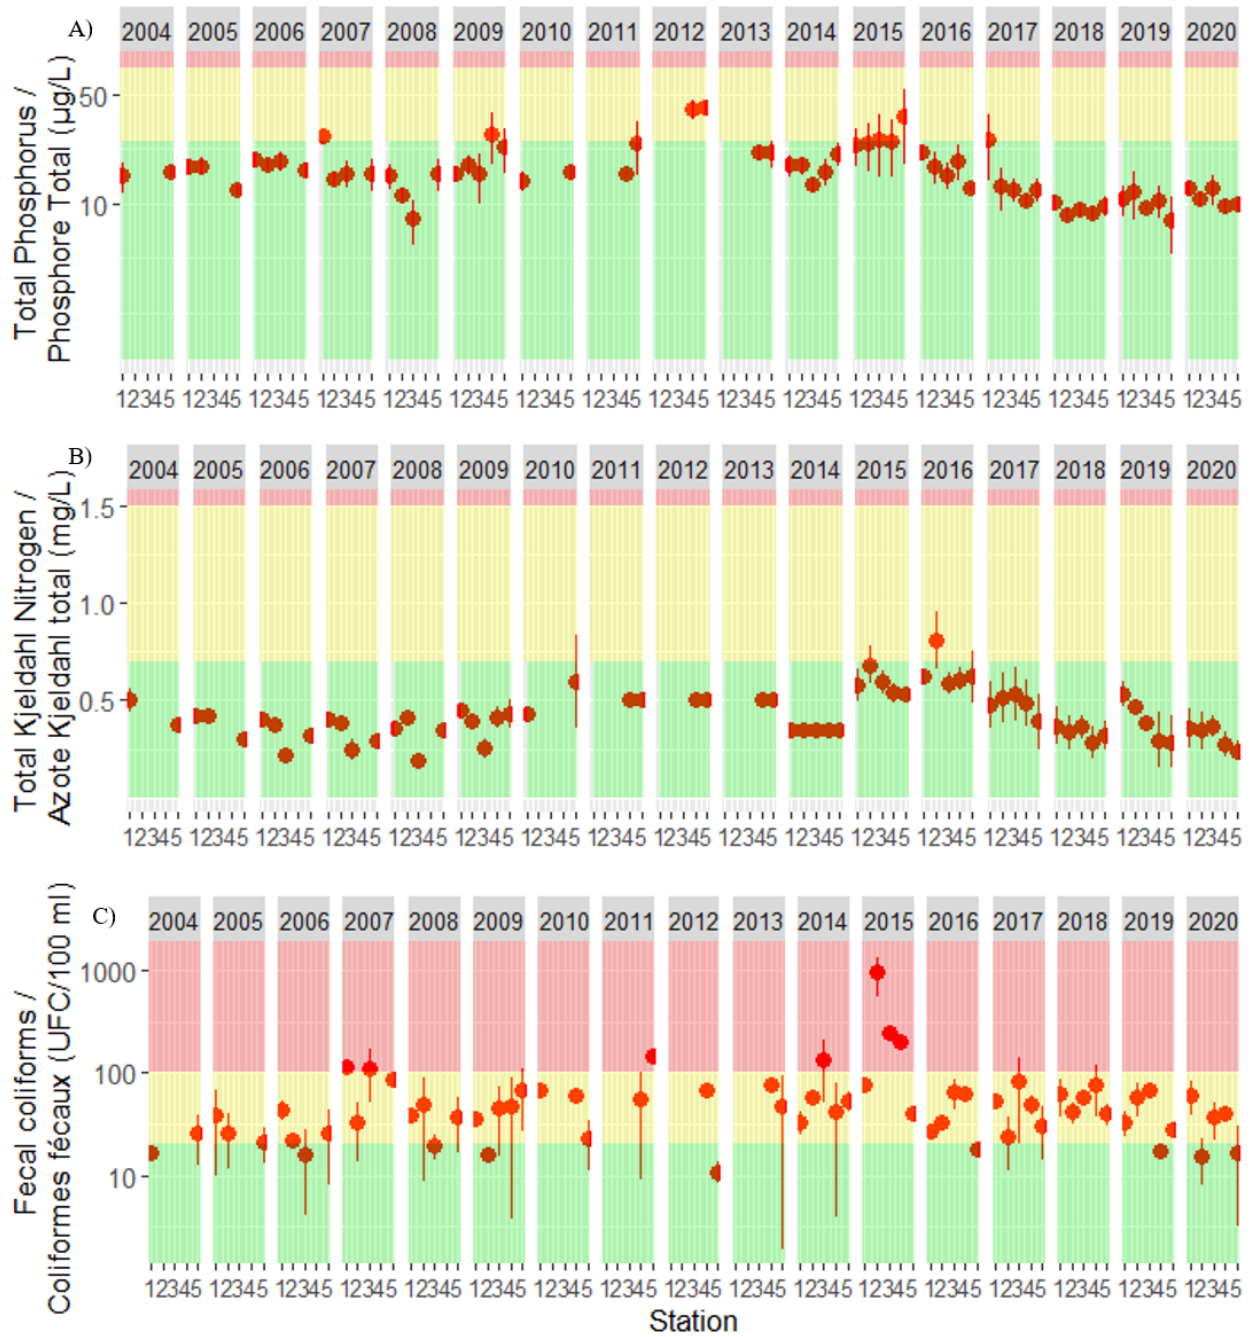 A)
2004 2005 2006 2007 2008 2009 2010 2011 2012 2013 2014 2015 2016 2017 2018 2019 2020
Total Phosphorus /
Phosphore Total (µg/L)
50
10
12345 12345 12345 12345 12345 12345 12345 12345 12345 12345 12345 12345 12345 12345 12345 12345 12345
B)
2004 2005 2006 2007 2008 2009 2010 2011 2012 2013 2014 2015 2016 2017 2018 2019 2020
Total Kjeldahl Nitrogen /
Azote Kjeldahl total (mg/L)
1.5
1.0
0.5
12345 12345 12345 12345 12345 12345 12345 12345 12345 12345 12345 12345 12345 12345 12345 12345 12345
C)
2004 2005 2006 2007 2008 2009 2010 2011 2012 2013 2014 2015 2016 2017 2018 2019 2020
Fecal coliforms /
Coliformes fécaux (UFC/100 ml)
1000
100
10
12345 12345 12345 12345 12345 12345 12345 12345 12345 12345 12345 12345 12345 12345 12345 12345 12345
Station